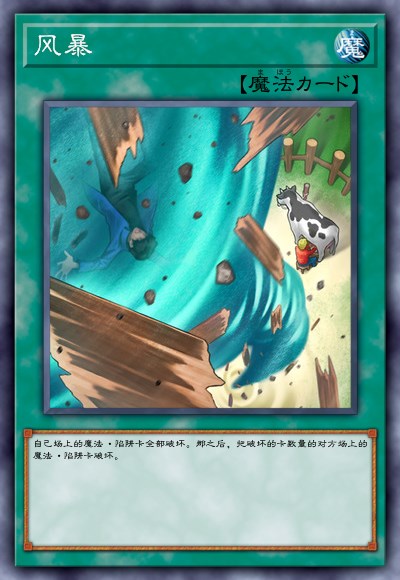 风暴
魔
【魔法カード】
ま ほう
自己场上的魔法·陷阱卡全部破坏。那之后，把破坏的卡数量的对方场上的
魔法·陷阱卡破坏。